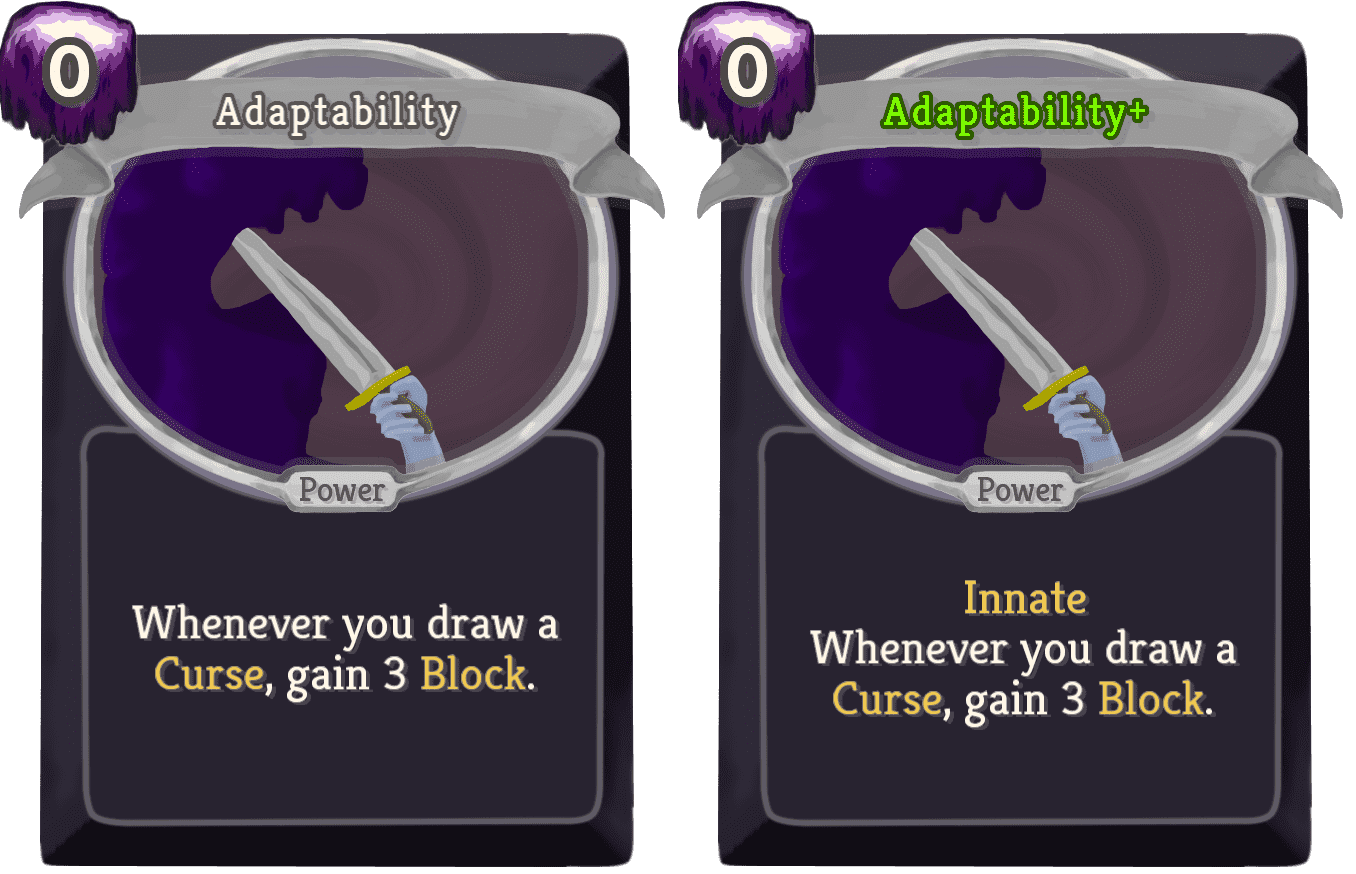 0
Adaptability
Power
Whenever you draw a
Curse, gain 3 Block.
0
Adaptability+
Power
Innate
Whenever you draw a
Curse, gain 3 Block.